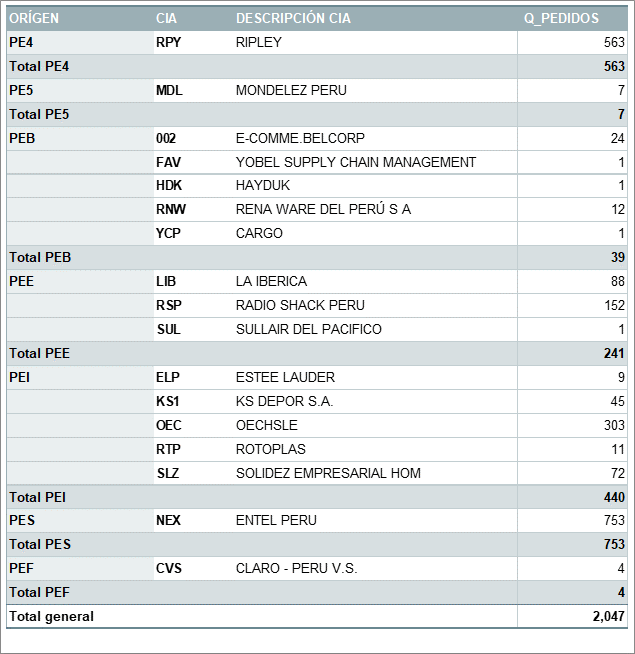 ORÍGEN CIA DESCRIPCIÓN CIA Q_PEDIDOS
PE4 RPY RIPLEY 563
Total PE4 563
PE5 MDL MONDELEZ PERU 7
Total PE5 7
PEB 002 E-COMME.BELCORP 24
FAV YOBEL SUPPLY CHAIN MANAGEMENT 1
HDK HAYDUK 1
RNW RENA WARE DEL PERÚ S A 12
YCP CARGO 1
Total PEB 39
PEE LIB LA IBERICA 88
RSP RADIO SHACK PERU 152
SUL SULLAIR DEL PACIFICO 1
Total PEE 241
PEI ELP ESTEE LAUDER 9
KS1 KS DEPOR S.A. 45
OEC OECHSLE 303
RTP ROTOPLAS 11
SLZ SOLIDEZ EMPRESARIAL HOM 72
Total PEI 440
PES NEX ENTEL PERU 753
Total PES 753
PEF CVS CLARO - PERU V.S. 4
Total PEF 4
Total general 2,047